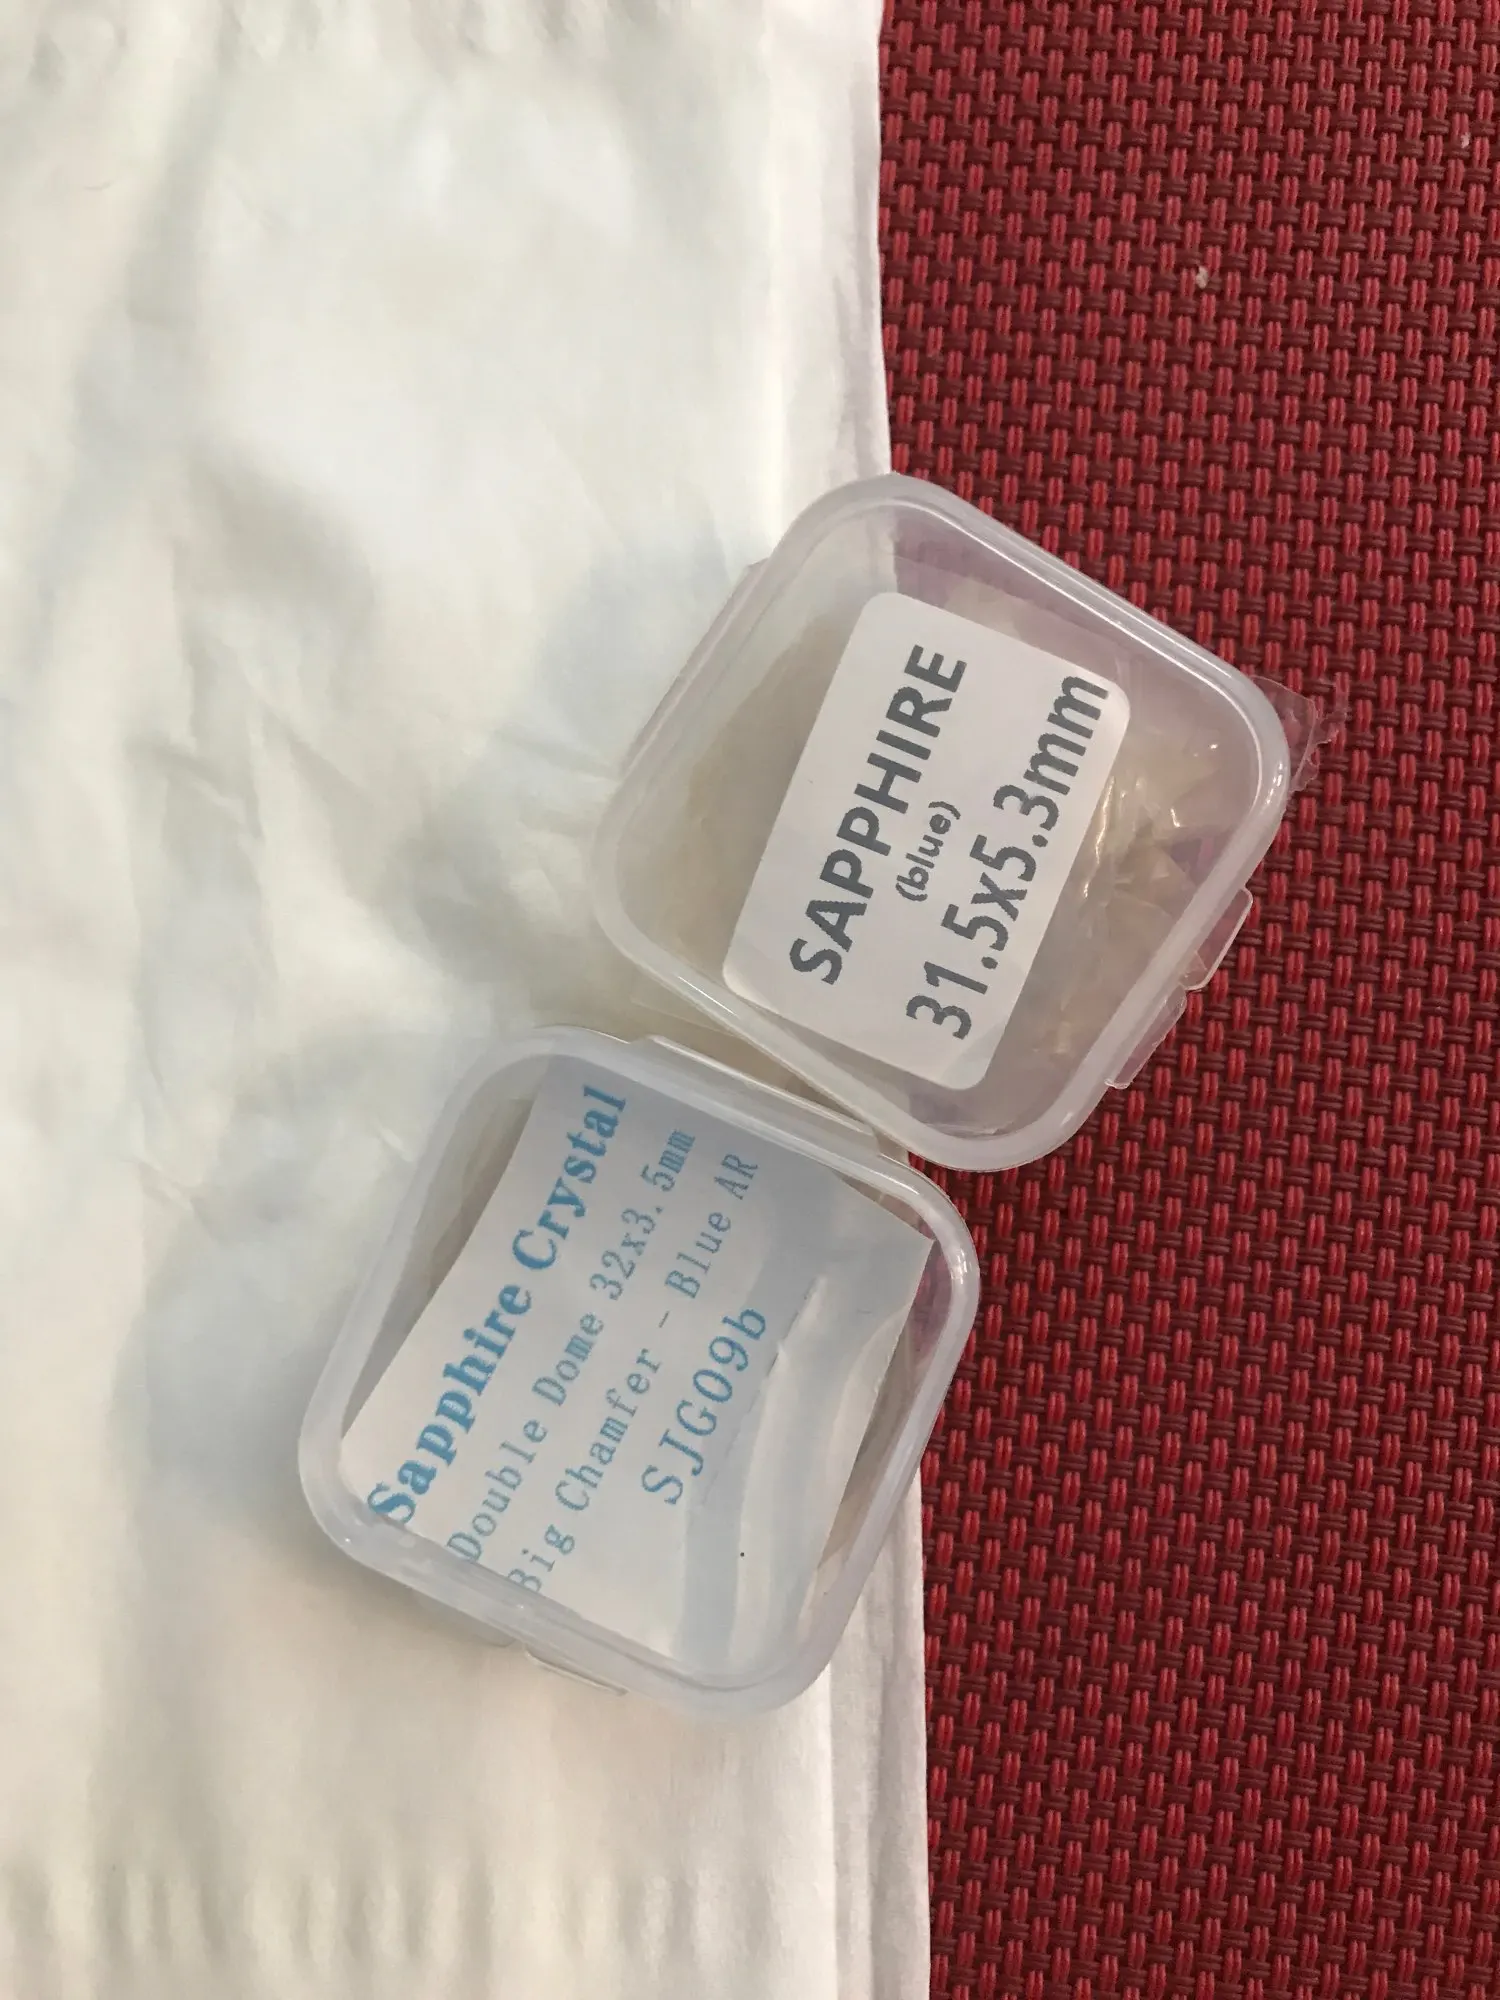 SAPPHIRE
(blue)
31.5x5.3mm
Sapphire Crystal
Double Dome 32x3.5mm
Big Chamfer - Blue AR
SJG09b